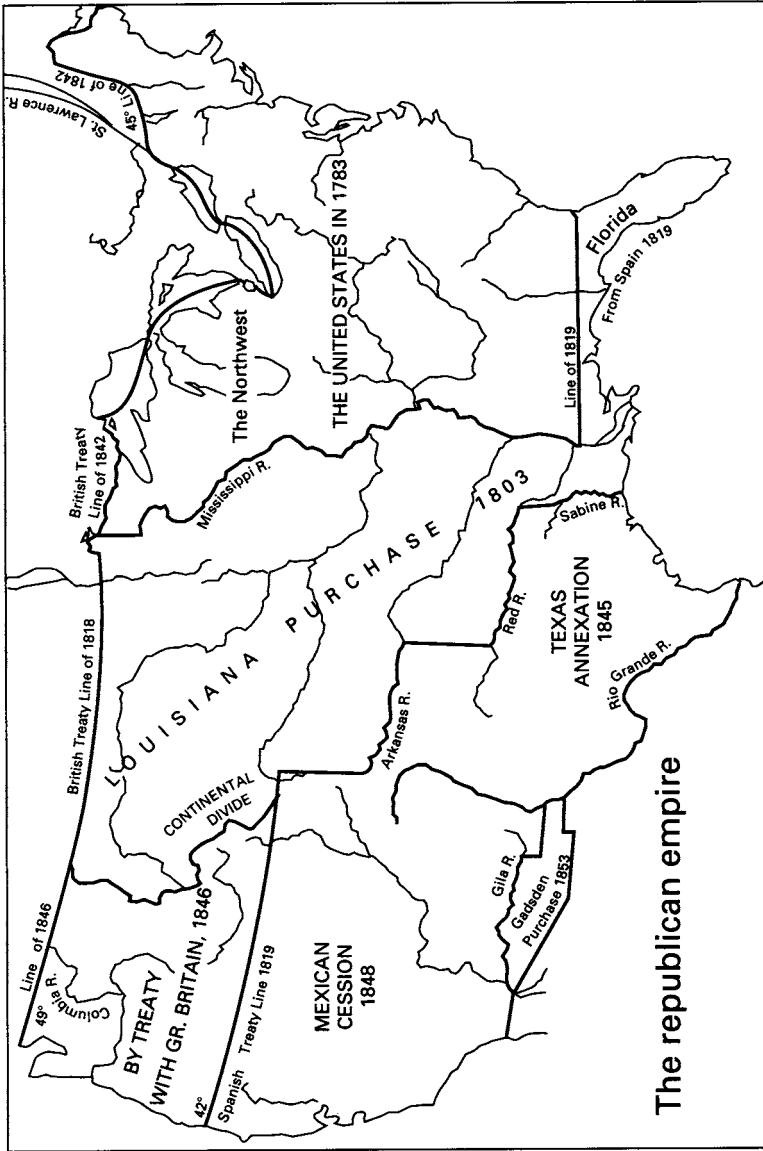 St. Lawrence R.
45° Line of 1842
British Treaty
Line of 1842
British Treaty Line of 1818
Line of 1846
49°
Columbia R.
BY TREATY
WITH GR. BRITAIN, 1846
42°
Spanish Treaty Line 1819
CONTINENTAL
DIVIDE
LOUISIANA PURCHASE 1803
Mississippi R.
The Northwest
THE UNITED STATES IN 1783
MEXICAN
CESSION
1848
Arkansas R.
Red R.
Sabine R.
Line of 1819
Florida
From Spain 1819
TEXAS
ANNEXATION
1845
Rio Grande R.
Gila R.
Gadsden
Purchase 1853
The republican empire